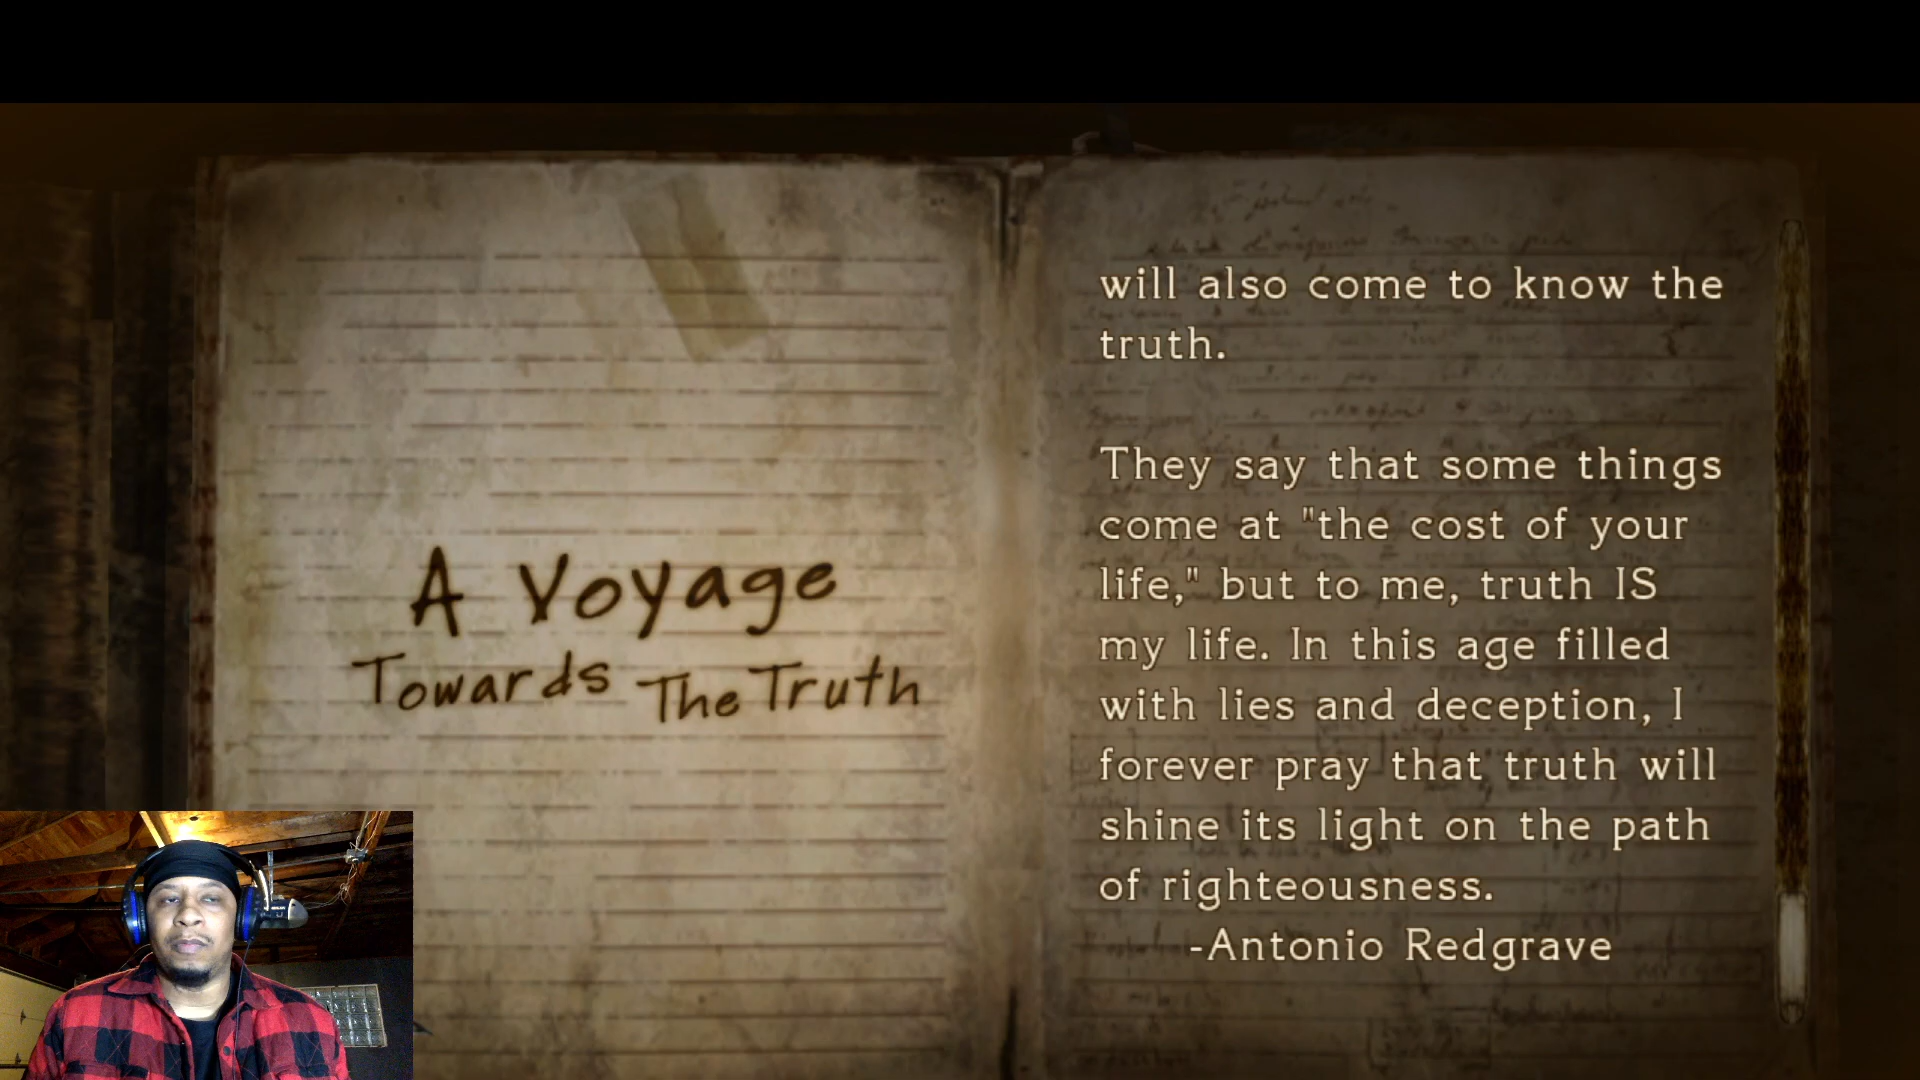 A Voyage
Towards The Truth
will also come to know the
truth.
They say that some things
come at "the cost of your
life," but to me, truth IS
my life. In this age filled
with lies and deception, I
forever pray that truth will
shine its light on the path
of righteousness.
-Antonio Redgrave